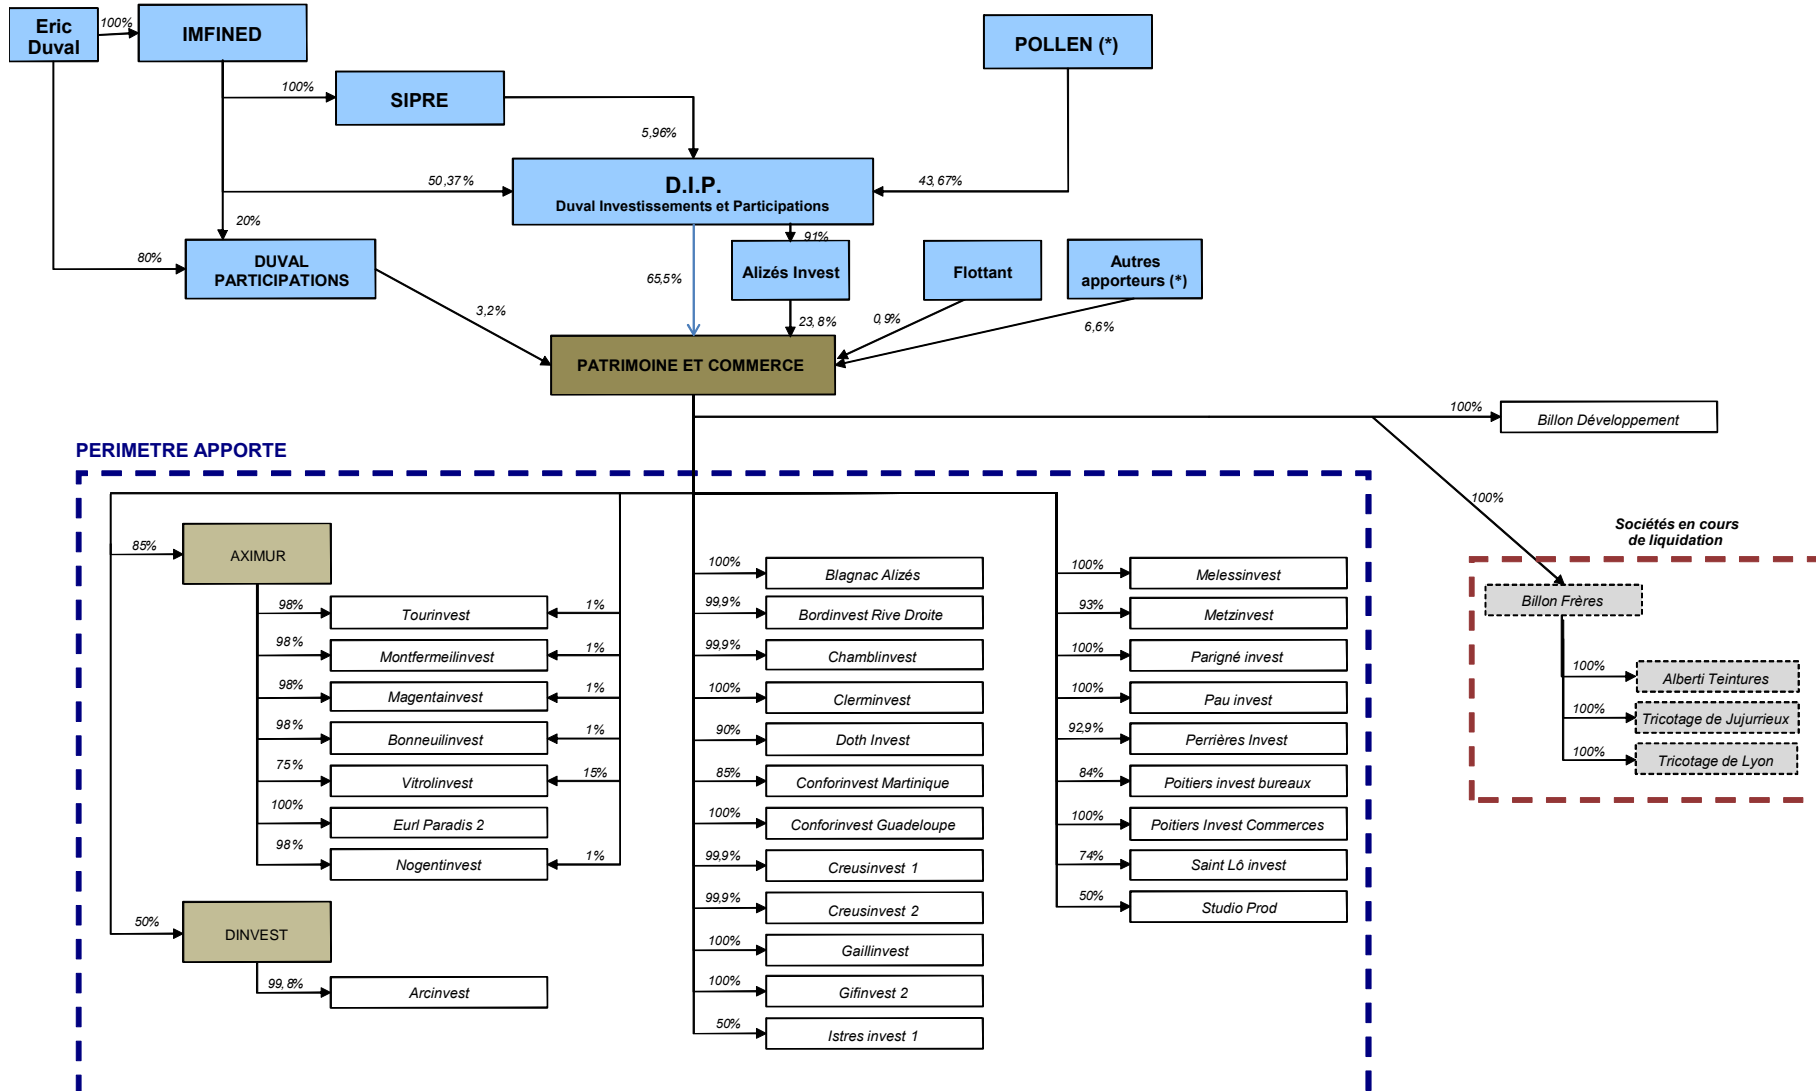 Eric
Duval
100%
IMFINED
POLLEN (*)
100%
SIPRE
5,96%
50,37%
D.I.P.
Duval Investissements et Participations
43,67%
20%
80%
DUVAL
PARTICIPATIONS
91%
Alizés Invest
Flottant
Autres
apporteurs (*)
65,5%
3,2%
23,8%
0,9%
6,6%
PATRIMOINE ET COMMERCE
100%
Billon Développement
PERIMETRE APPORTE
100%
Sociétés en cours
de liquidation
85%
AXIMUR
98%
Tourinvest
1%
98%
Montfermeilinvest
1%
98%
Magentainvest
1%
98%
Bonneuilinvest
1%
75%
Vitrolinvest
15%
100%
Eurl Paradis 2
98%
Nogentinvest
1%
50%
DINVEST
99,8%
Arcinvest
100%
Blagnac Alizés
99,9%
Bordinvest Rive Droite
99,9%
Chamblinvest
100%
Clerminvest
90%
Doth Invest
85%
Conforinvest Martinique
100%
Conforinvest Guadeloupe
99,9%
Creusinvest 1
99,9%
Creusinvest 2
100%
Gaillinvest
100%
Gifinvest 2
50%
Istres invest 1
100%
Melessinvest
93%
Metzinvest
100%
Parigné invest
100%
Pau invest
92,9%
Perrières Invest
84%
Poitiers invest bureaux
100%
Poitiers Invest Commerces
74%
Saint Lô invest
50%
Studio Prod
Billon Frères
100%
Alberti Teintures
100%
Tricotage de Jujurrieux
100%
Tricotage de Lyon